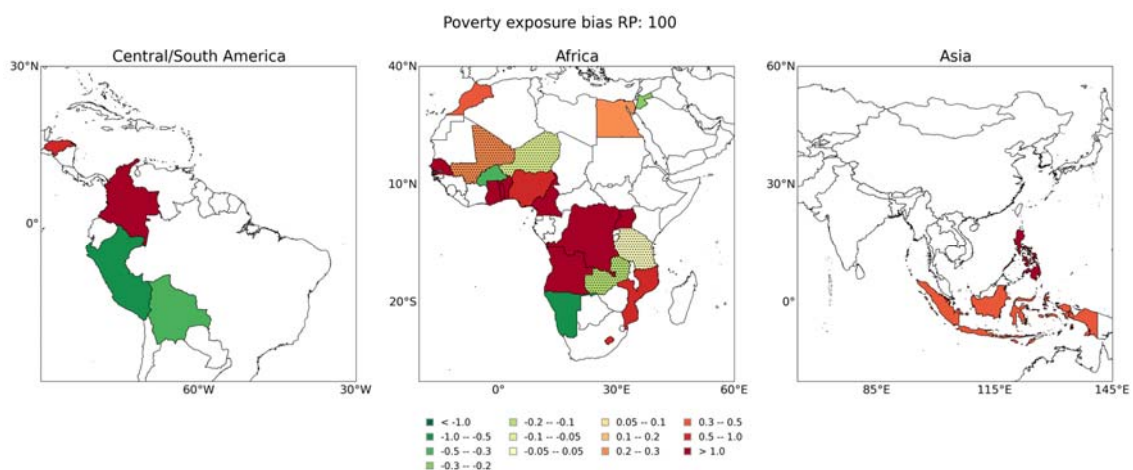 Poverty exposure bias RP: 100
Central/South America
Africa
Asia
30°N
0°
60°W
30°W
40°N
10°N
20°S
0°
30°E
60°E
60°N
30°N
0°
85°E
115°E
145°E
< -1.0
-1.0 -- -0.5
-0.5 -- -0.3
-0.3 -- -0.2
-0.2 -- -0.1
-0.1 -- -0.05
-0.05 -- 0.05
0.05 -- 0.1
0.1 -- 0.2
0.2 -- 0.3
0.3 -- 0.5
0.5 -- 1.0
> 1.0